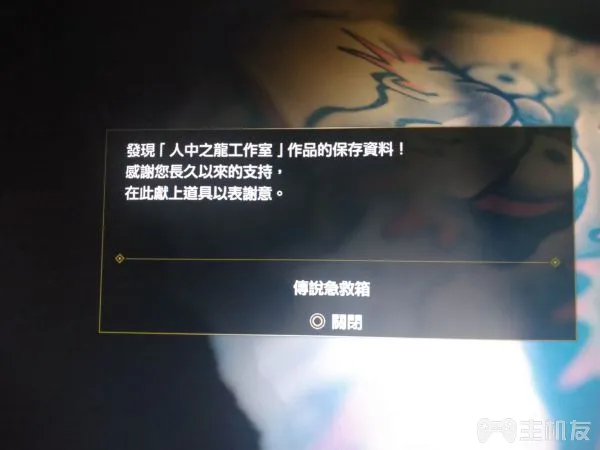 發現「人中之龍工作室」作品的保存資料！
感謝您長久以來的支持，
在此獻上道具以表謝意。
傳說急救箱
◎ 關閉
主机友